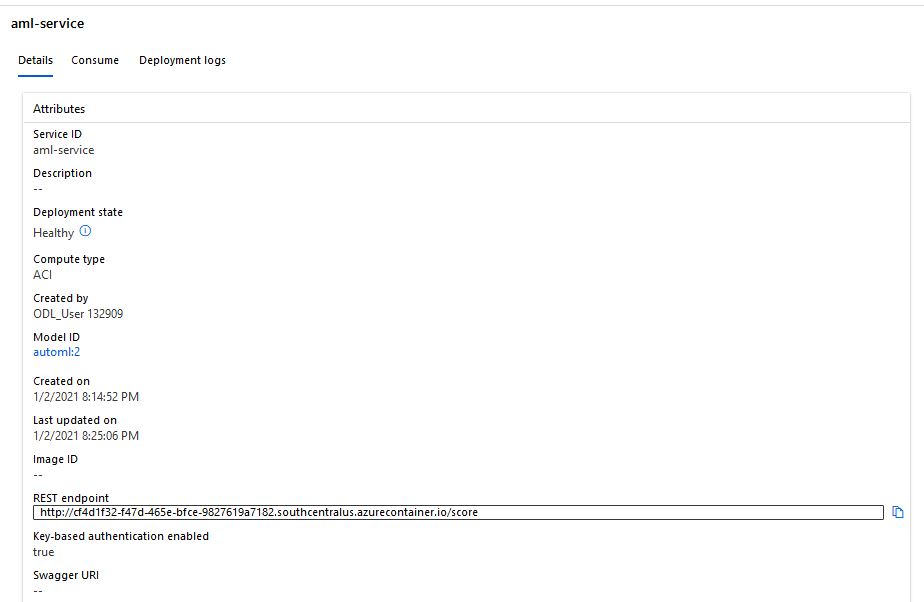 aml-service
Details Consume Deployment logs
Attributes
Service ID
aml-service
Description
--
Deployment state
Healthy
Compute type
ACI
Created by
ODL_User 132909
Model ID
automl:2
Created on
1/2/2021 8:14:52 PM
Last updated on
1/2/2021 8:25:06 PM
Image ID
--
REST endpoint
http://cf4d1f32-f47d-465e-bfce-9827619a7182.southcentralus.azurecontainer.io/score
Key-based authentication enabled
true
Swagger URI
--